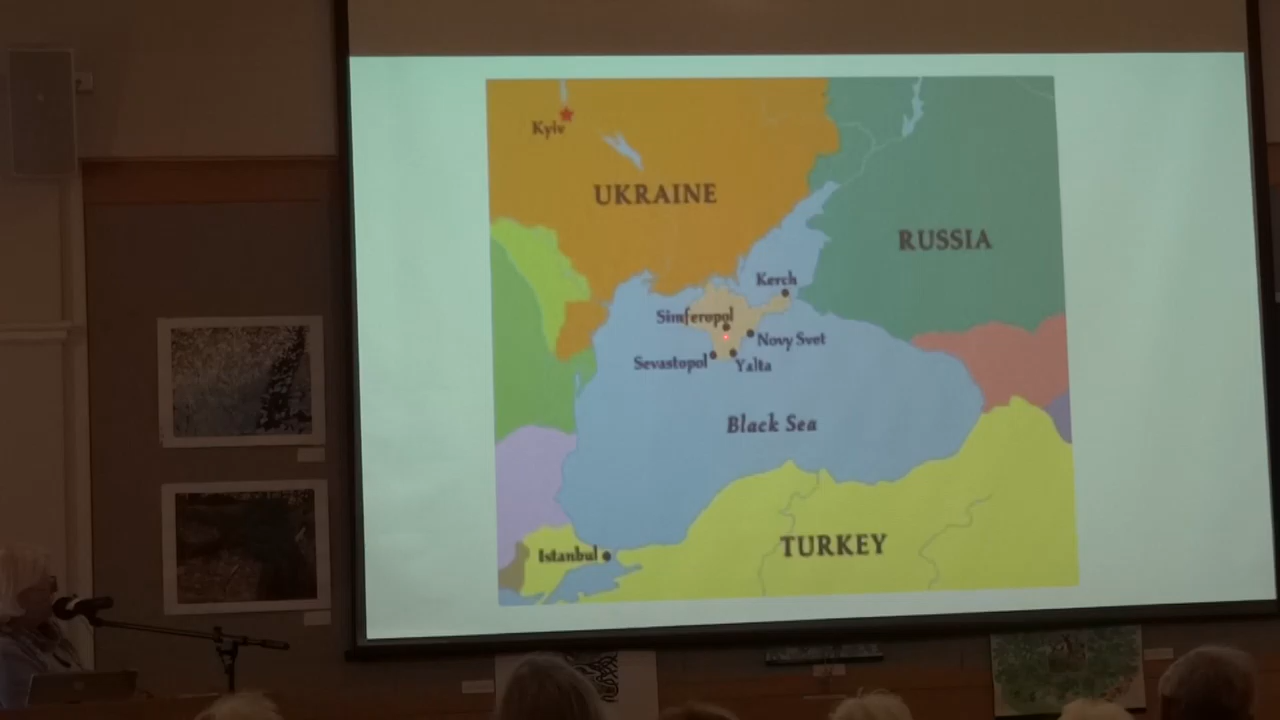 Kyiv
UKRAINE
RUSSIA
Kerch
Simferopol
Novy Svet
Sevastopol
Yalta
Black Sea
Istanbul
TURKEY